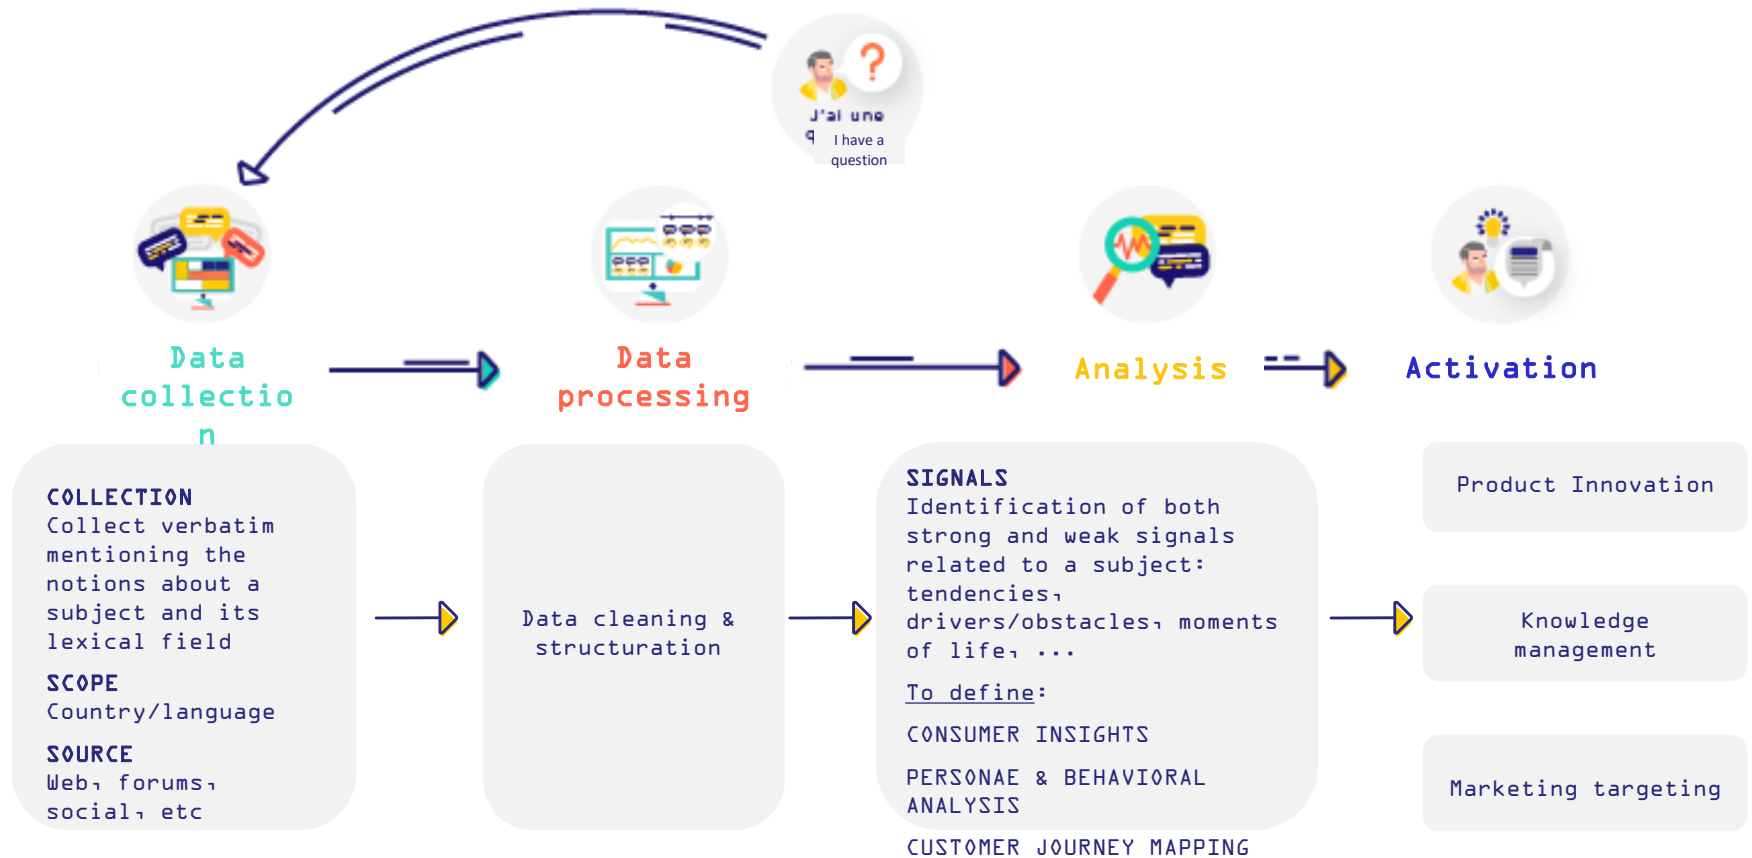 J'ai une
q
I have a
question
Data
collectio
n
Data
processing
Analysis
Activation
COLLECTION
Collect verbatim
mentioning the
notions about a
subject and its
lexical field
SCOPE
Country/language
SOURCE
Web, forums,
social, etc
Data cleaning &
structuration
SIGNALS
Identification of both
strong and weak signals
related to a subject:
tendencies,
drivers/obstacles, moments
of life, ...
To define:
CONSUMER INSIGHTS
PERSONAE & BEHAVIORAL
ANALYSIS
CUSTOMER JOURNEY MAPPING
Product Innovation
Knowledge
management
Marketing targeting